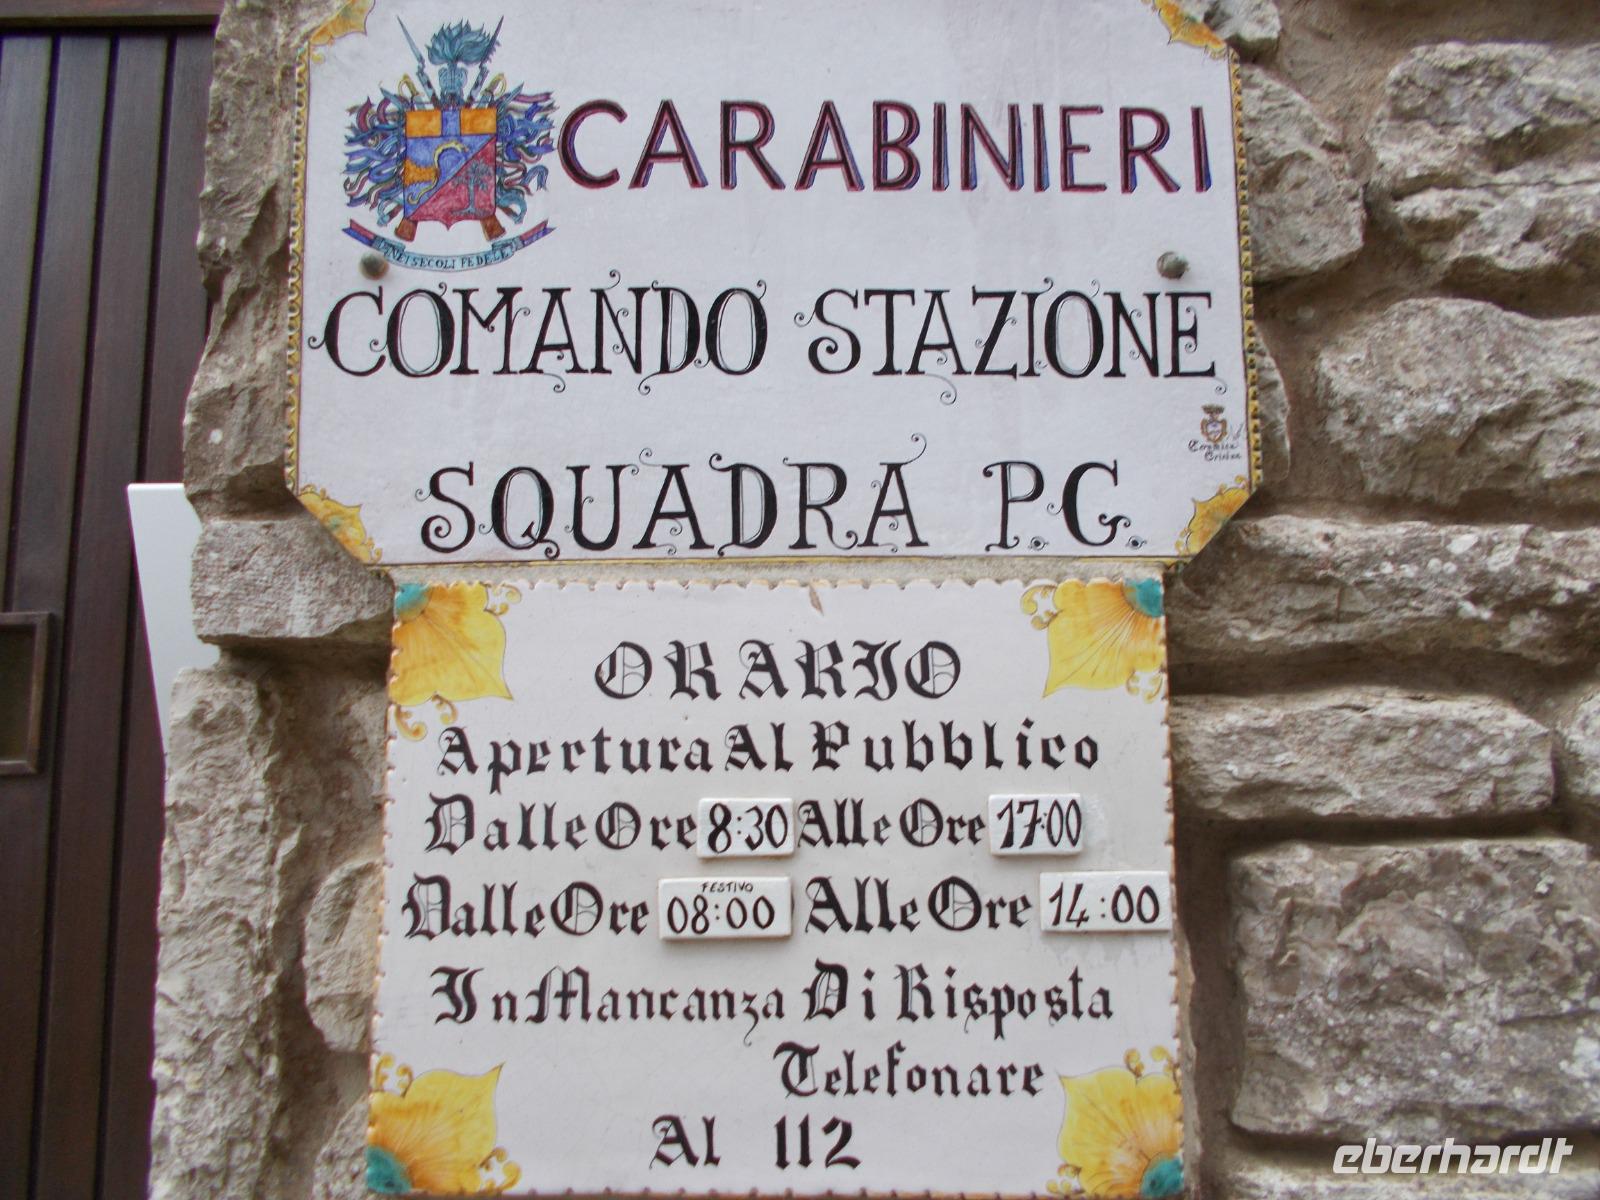 CARABINIERI
NEI SECOLI FEDELE
COMANDO STAZIONE
SQUADRA P.G.
ORARIO
Apertura Al Pubblico
Dalle Ore 8:30 Alle Ore 17:00
FESTIVO
Dalle Ore 08:00 Alle Ore 14:00
In Mancanza Di Risposta
Telefonare
Al 112
eberhardt